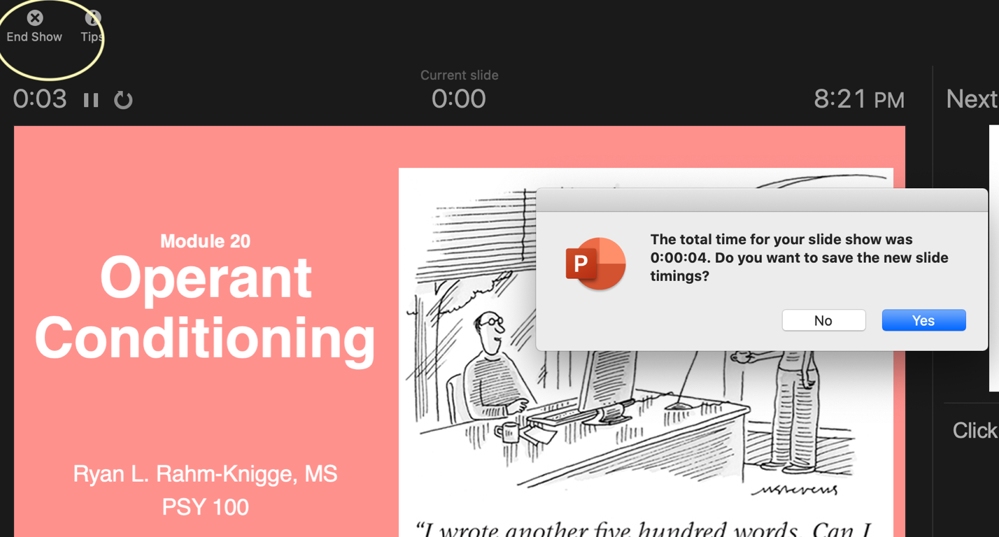 End Show Tips
Current slide
0:03 0:00 8:21 PM Next
Module 20
Operant
Conditioning
Ryan L. Rahm-Knigge, MS
PSY 100
P
The total time for your slide show was
0:00:04. Do you want to save the new slide
timings?
No Yes
Click
"I wrote another five hundred words. Can I